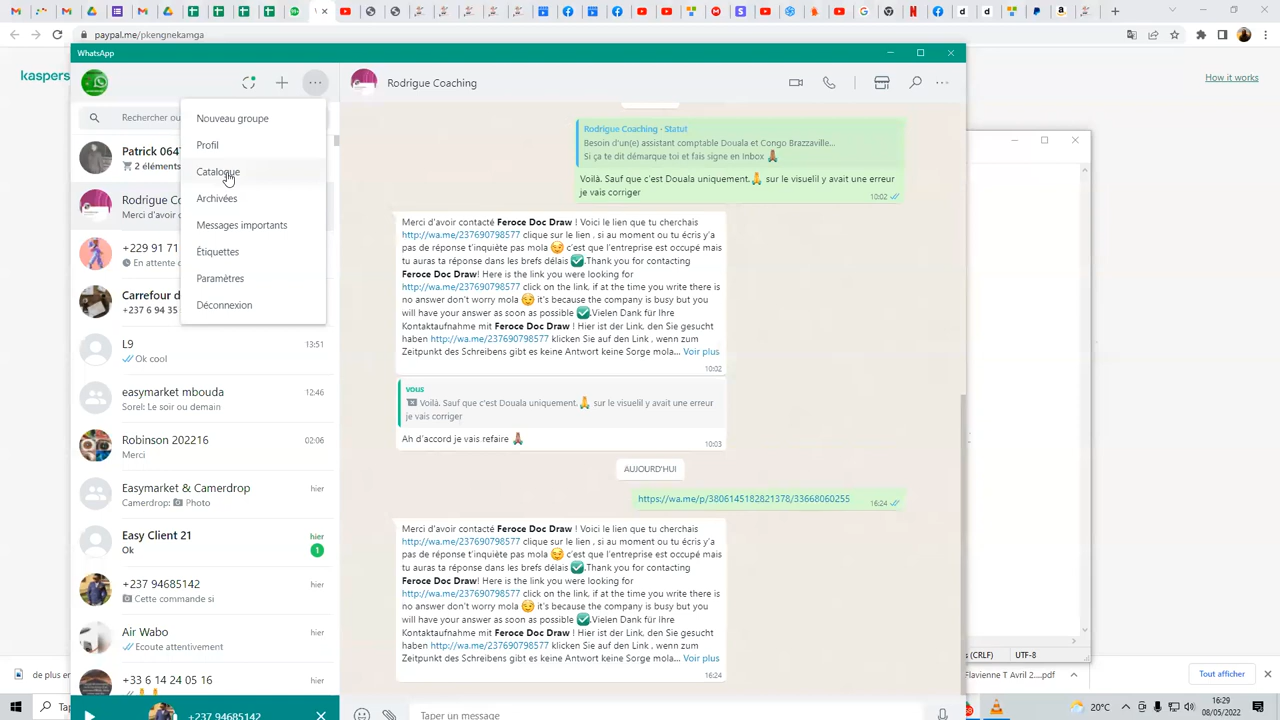 paypal.me/pkengnekamga
kaspers
How it works
WhatsApp
Rodrigue Coaching
Rechercher ou
Nouveau groupe
Profil
Catalogue
Archivées
Messages importants
Étiquettes
Paramètres
Déconnexion
Patrick 064
2 éléments
Rodrigue Co
Merci d'avoir
+229 91 71
En attente
Carrefour d
+237 6 94 35
L9
13:51
Ok cool
easymarket mbouda
12:46
Sorel: Le soir ou demain
Robinson 202216
02:06
Merci
Easymarket & Camerdrop
hier
Camerdrop: Photo
Easy Client 21
hier
Ok
1
+237 94685142
hier
Cette commande si
Air Wabo
hier
Ecoute attentivement
+33 6 14 24 05 16
hier
+237 94685142
Rodrigue Coaching · Statut
Besoin d'un(e) assistant comptable Douala et Congo Brazzaville...
Si ça te dit démarque toi et fais signe en Inbox 🙏🏾
Voilà. Sauf que c'est Douala uniquement.🙏 sur le visuelil y avait une erreur
je vais corriger
10:02
Merci d'avoir contacté Feroce Doc Draw ! Voici le lien que tu cherchais
http://wa.me/237690798577 clique sur le lien , si au moment ou tu écris y'a
pas de réponse t'inquiète pas mola 😏 c'est que l'entreprise est occupé mais
tu auras ta réponse dans les brefs délais ✅.Thank you for contacting
Feroce Doc Draw! Here is the link you were looking for
http://wa.me/237690798577 click on the link , if at the time you write there is
no answer don't worry mola 😏 it's because the company is busy but you
will have your answer as soon as possible ✅.Vielen Dank für Ihre
Kontaktaufnahme mit Feroce Doc Draw ! Hier ist der Link, den Sie gesucht
haben http://wa.me/237690798577 klicken Sie auf den Link , wenn zum
Zeitpunkt des Schreibens gibt es keine Antwort keine Sorge mola... Voir plus
10:02
vous
Voilà. Sauf que c'est Douala uniquement.🙏 sur le visuelil y avait une erreur
je vais corriger
Ah d'accord je vais refaire 🙏🏾
10:03
AUJOURD'HUI
https://wa.me/p/3806145182821378/33668060255
16:24
Merci d'avoir contacté Feroce Doc Draw ! Voici le lien que tu cherchais
http://wa.me/237690798577 clique sur le lien , si au moment ou tu écris y'a
pas de réponse t'inquiète pas mola 😏 c'est que l'entreprise est occupé mais
tu auras ta réponse dans les brefs délais ✅.Thank you for contacting
Feroce Doc Draw! Here is the link you were looking for
http://wa.me/237690798577 click on the link , if at the time you write there is
no answer don't worry mola 😏 it's because the company is busy but you
will have your answer as soon as possible ✅.Vielen Dank für Ihre
Kontaktaufnahme mit Feroce Doc Draw ! Hier ist der Link, den Sie gesucht
haben http://wa.me/237690798577 klicken Sie auf den Link , wenn zum
Zeitpunkt des Schreibens gibt es keine Antwort keine Sorge mola... Voir plus
16:24
Taper un message
s (CRLF)
UTF-8
de plus en
Flavienne T Avril 2....pdf
Tout afficher
20°C
16:29
08/05/2022